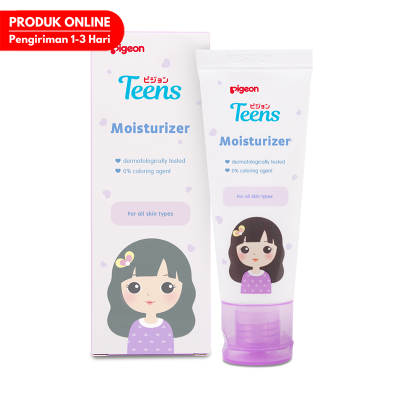 PRODUK ONLINE
Pengiriman 1-3 Hari
pigeon
ピジョン
Teens
Moisturizer
dermatologically tested
0% coloring agent
For all skin types
pigeon
ピジョン
Teens
Moisturizer
dermatologically tested
0% coloring agent
For all skin types